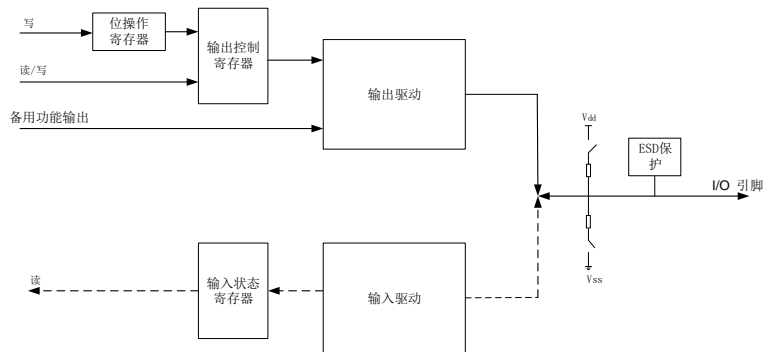 写
位操作
寄存器
读/写
输出控制
寄存器
备用功能输出
输出驱动
Vdd
ESD保
护
I/O 引脚
读
输入状态
寄存器
输入驱动
Vss